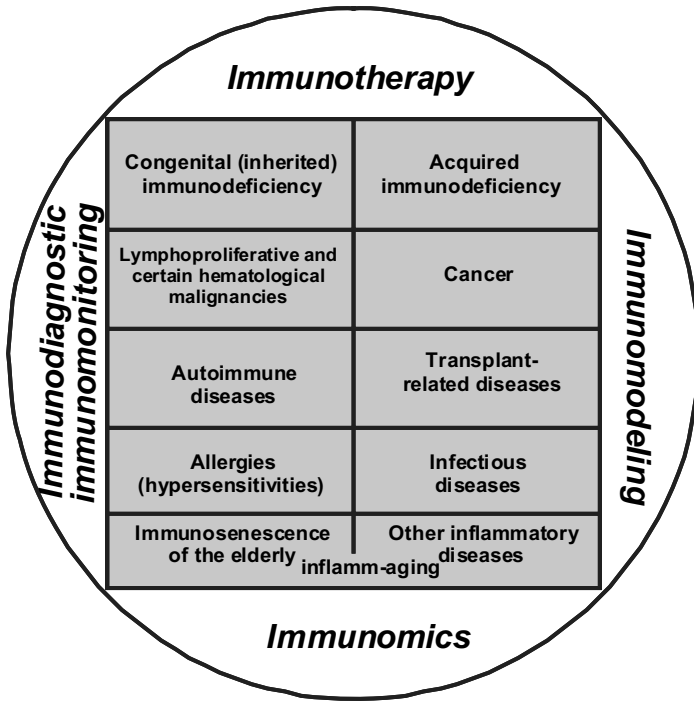 Immunotherapy
Immunodiagnostic
immunomonitoring
Congenital (inherited)
immunodeficiency
Acquired
immunodeficiency
Lymphoproliferative and
certain hematological
malignancies
Cancer
Autoimmune
diseases
Transplant-
related diseases
Allergies
(hypersensitivities)
Infectious
diseases
Immunosenescence
of the elderly
Other inflammatory
diseases
inflamm-aging
Immunomodeling
Immunomics